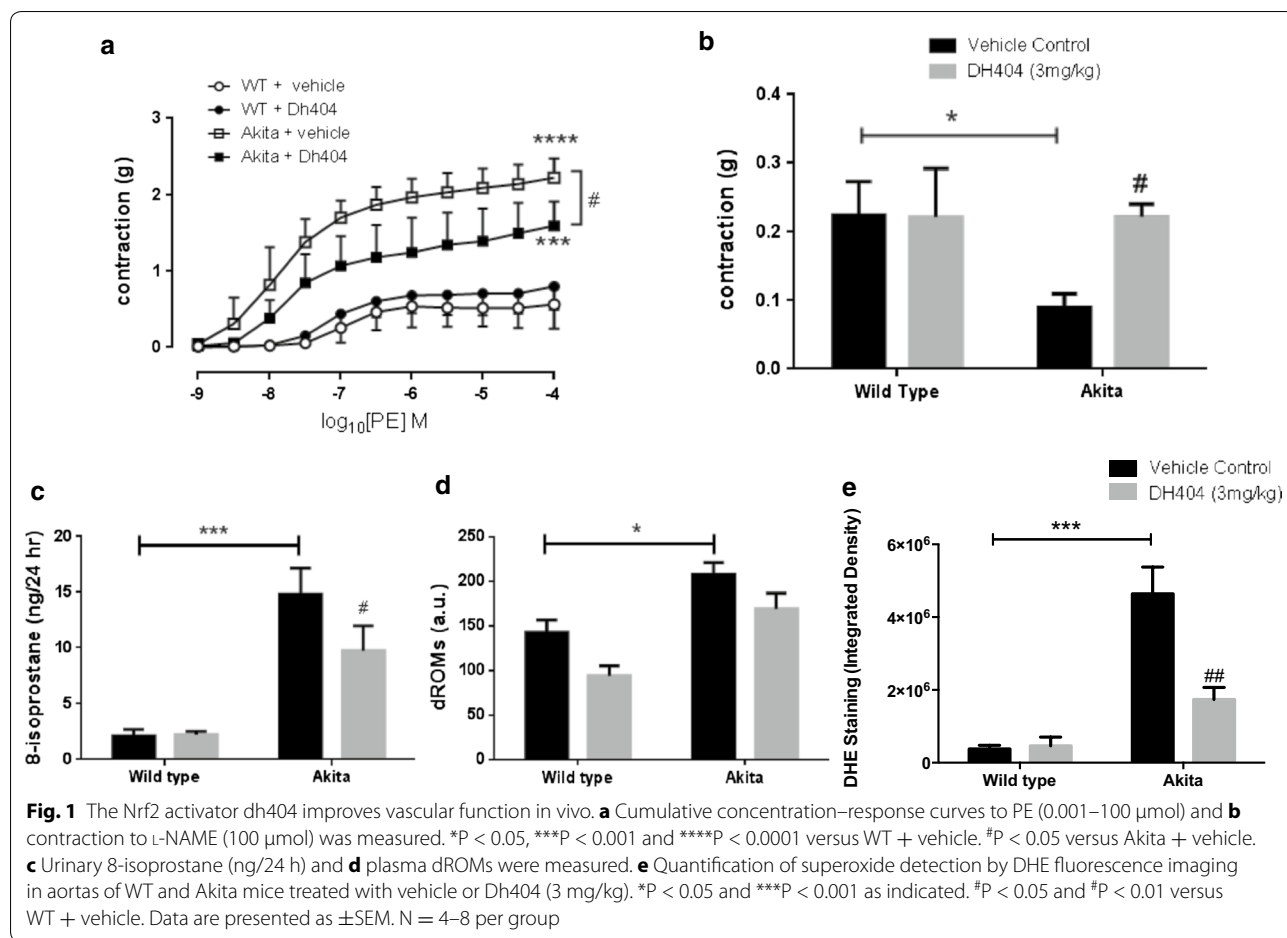 a
WT + vehicle
WT + Dh404
Akita + vehicle
Akita + Dh404
contraction (g)
3
2
1
0
****
#
***
-9 -8 -7 -6 -5 -4
log10[PE] M
b
Vehicle Control
DH404 (3mg/kg)
contraction (g)
0.4
0.3
0.2
0.1
0.0
*
#
Wild Type Akita
c
8-isoprostane (ng/24 hr)
20
15
10
5
0
***
#
Wild type Akita
d
dROMs (a.u.)
250
200
150
100
50
0
*
Wild type Akita
Vehicle Control
DH404 (3mg/kg)
e
DHE Staining (Integrated Density)
6×10⁶
4×10⁶
2×10⁶
0
***
##
Wild type Akita
Fig. 1 The Nrf2 activator dh404 improves vascular function in vivo. a Cumulative concentration–response curves to PE (0.001–100 µmol) and b
contraction to L-NAME (100 µmol) was measured. *P < 0.05, ***P < 0.001 and ****P < 0.0001 versus WT + vehicle. #P < 0.05 versus Akita + vehicle.
c Urinary 8-isoprostane (ng/24 h) and d plasma dROMs were measured. e Quantification of superoxide detection by DHE fluorescence imaging
in aortas of WT and Akita mice treated with vehicle or Dh404 (3 mg/kg). *P < 0.05 and ***P < 0.001 as indicated. #P < 0.05 and #P < 0.01 versus
WT + vehicle. Data are presented as ±SEM. N = 4–8 per group